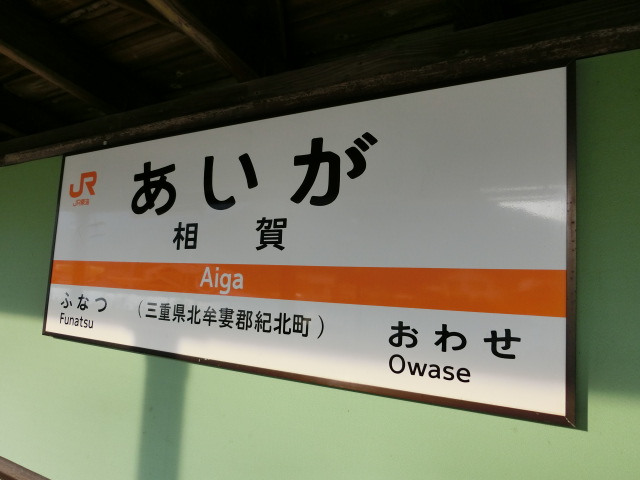 JR
JR東海
あいが
相賀
Aiga
ふなつ
Funatsu
(三重県北牟婁郡紀北町)
おわせ
Owase